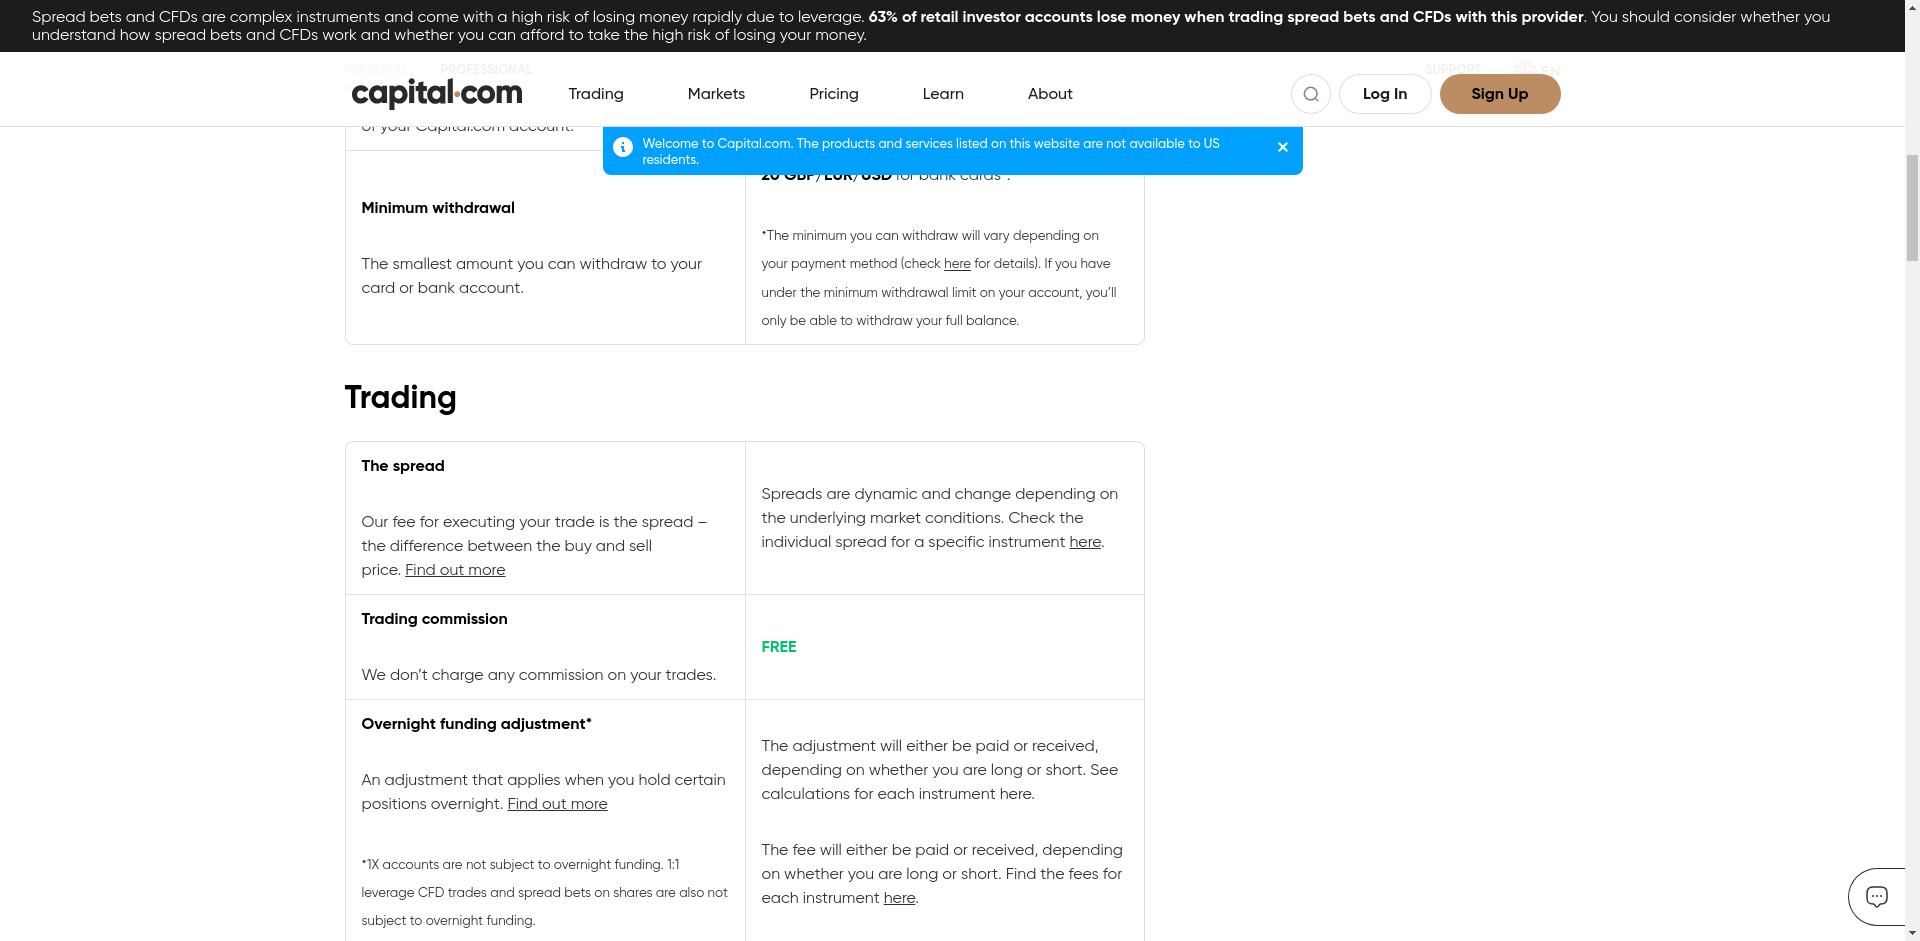 Spread bets and CFDs are complex instruments and come with a high risk of losing money rapidly due to leverage. 63% of retail investor accounts lose money when trading spread bets and CFDs with this provider. You should consider whether you
understand how spread bets and CFDs work and whether you can afford to take the high risk of losing your money.
PERSONAL PROFESSIONAL SUPPORT EN
capital.com Trading Markets Pricing Learn About Log In Sign Up
of your Capital.com account.
Welcome to Capital.com. The products and services listed on this website are not available to US
residents.
20 GBP/EUR/USD for bank cards*.
Minimum withdrawal
The smallest amount you can withdraw to your
card or bank account.
*The minimum you can withdraw will vary depending on
your payment method (check here for details). If you have
under the minimum withdrawal limit on your account, you’ll
only be able to withdraw your full balance.
Trading
The spread
Our fee for executing your trade is the spread –
the difference between the buy and sell
price. Find out more
Spreads are dynamic and change depending on
the underlying market conditions. Check the
individual spread for a specific instrument here.
Trading commission
We don’t charge any commission on your trades.
FREE
Overnight funding adjustment*
An adjustment that applies when you hold certain
positions overnight. Find out more
*1X accounts are not subject to overnight funding. 1:1
leverage CFD trades and spread bets on shares are also not
subject to overnight funding.
The adjustment will either be paid or received,
depending on whether you are long or short. See
calculations for each instrument here.
The fee will either be paid or received, depending
on whether you are long or short. Find the fees for
each instrument here.